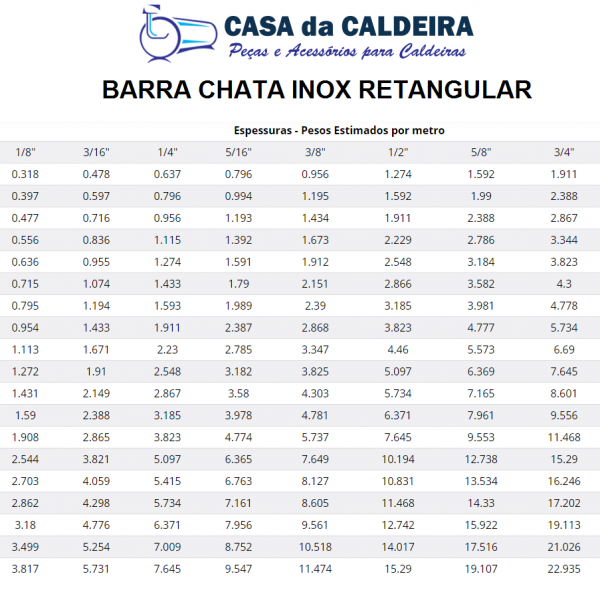 CASA da CALDEIRA
Peças e Acessórios para Caldeiras
BARRA CHATA INOX RETANGULAR
Espessuras - Pesos Estimados por metro
1/8" 3/16" 1/4" 5/16" 3/8" 1/2" 5/8" 3/4"
0.318 0.478 0.637 0.796 0.956 1.274 1.592 1.911
0.397 0.597 0.796 0.994 1.195 1.592 1.99 2.388
0.477 0.716 0.956 1.193 1.434 1.911 2.388 2.867
0.556 0.836 1.115 1.392 1.673 2.229 2.786 3.344
0.636 0.955 1.274 1.591 1.912 2.548 3.184 3.823
0.715 1.074 1.433 1.79 2.151 2.866 3.582 4.3
0.795 1.194 1.593 1.989 2.39 3.185 3.981 4.778
0.954 1.433 1.911 2.387 2.868 3.823 4.777 5.734
1.113 1.671 2.23 2.785 3.347 4.46 5.573 6.69
1.272 1.91 2.548 3.182 3.825 5.097 6.369 7.645
1.431 2.149 2.867 3.58 4.303 5.734 7.165 8.601
1.59 2.388 3.185 3.978 4.781 6.371 7.961 9.556
1.908 2.865 3.823 4.774 5.737 7.645 9.553 11.468
2.544 3.821 5.097 6.365 7.649 10.194 12.738 15.29
2.703 4.059 5.415 6.763 8.127 10.831 13.534 16.246
2.862 4.298 5.734 7.161 8.605 11.468 14.33 17.202
3.18 4.776 6.371 7.956 9.561 12.742 15.922 19.113
3.499 5.254 7.009 8.752 10.518 14.017 17.516 21.026
3.817 5.731 7.645 9.547 11.474 15.29 19.107 22.935